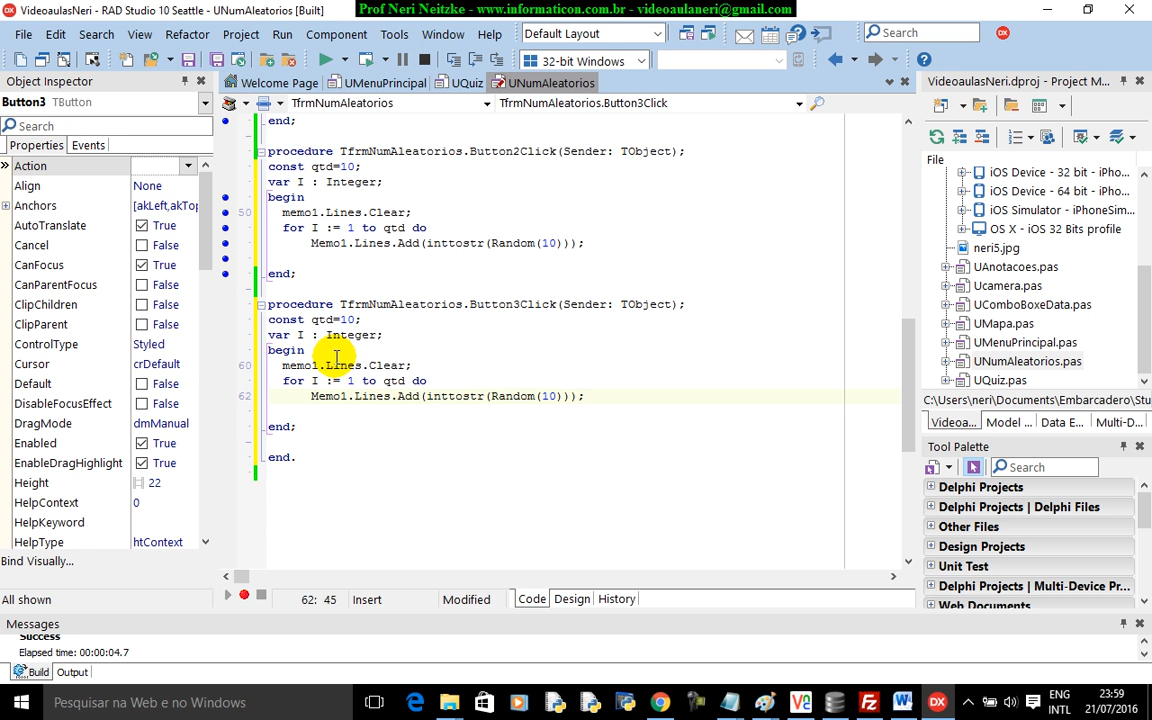 VideoaulasNeri - RAD Studio 10 Seattle - UNumAleatorios [Built]
Prof Neri Neitzke - www.informaticon.com.br - videoaulaneri@gmail.com
File Edit Search View Refactor Project Run Component Tools Window Help
Default Layout
Search
32-bit Windows
Object Inspector
Welcome Page UMenuPrincipal UQuiz UNumAleatorios
VideoaulasNeri.dproj - Project M...
Button3 TButton
TfrmNumAleatorios
TfrmNumAleatorios.Button3Click
Search
Properties Events
Action
Align None
Anchors [akLeft,akTop
AutoTranslate True
Cancel False
CanFocus True
CanParentFocus False
ClipChildren False
ClipParent False
ControlType Styled
Cursor crDefault
Default False
DisableFocusEffect False
DragMode dmManual
Enabled True
EnableDragHighlight True
Height 22
HelpContext 0
HelpKeyword
HelpType htContext
Bind Visually...
All shown
end;
procedure TfrmNumAleatorios.Button2Click(Sender: TObject);
const qtd=10;
var I : Integer;
begin
50 memo1.Lines.Clear;
for I := 1 to qtd do
Memo1.Lines.Add(inttostr(Random(10)));
end;
procedure TfrmNumAleatorios.Button3Click(Sender: TObject);
const qtd=10;
var I : Integer;
begin
60 memo1.Lines.Clear;
for I := 1 to qtd do
62 Memo1.Lines.Add(inttostr(Random(10)));
end;
end.
62: 45 Insert Modified Code Design History
File
iOS Device - 32 bit - iPho...
iOS Device - 64 bit - iPho...
iOS Simulator - iPhoneSim...
OS X - iOS 32 Bits profile
neri5.jpg
UAnotacoes.pas
Ucamera.pas
UComboBoxeData.pas
UMapa.pas
UMenuPrincipal.pas
UNumAleatorios.pas
UQuiz.pas
C:\Users\neri\Documents\Embarcadero\Stu
Videoa... Model ... Data E... Multi-D...
Tool Palette
Search
Delphi Projects
Delphi Projects | Delphi Files
Other Files
Design Projects
Unit Test
Delphi Projects | Multi-Device Pr...
Web Documents
Messages
Success
Elapsed time: 00:00:04.7
Build Output
Pesquisar na Web e no Windows
ENG
INTL
23:59
21/07/2016